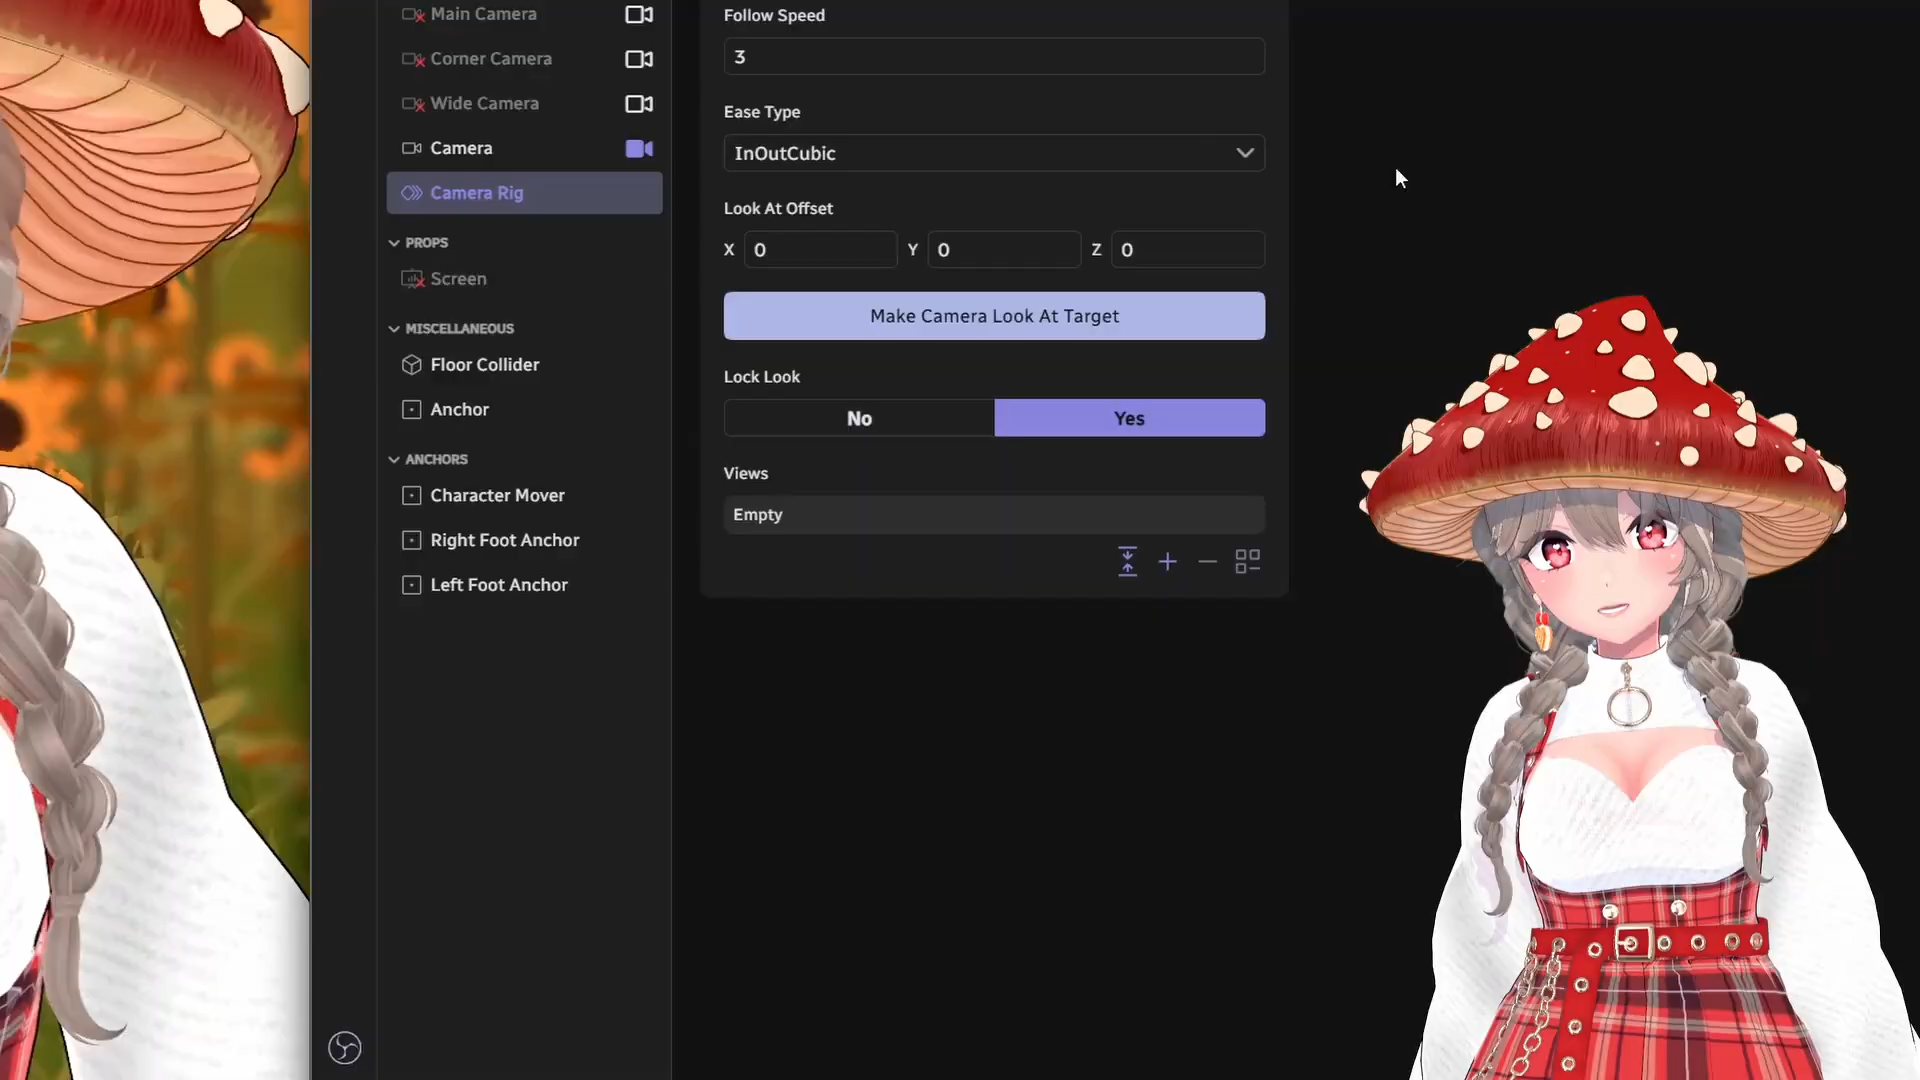 Main Camera
Corner Camera
Wide Camera
Camera
Camera Rig
PROPS
Screen
MISCELLANEOUS
Floor Collider
Anchor
ANCHORS
Character Mover
Right Foot Anchor
Left Foot Anchor
Follow Speed
3
Ease Type
InOutCubic
Look At Offset
X 0 Y 0 Z 0
Make Camera Look At Target
Lock Look
No Yes
Views
Empty